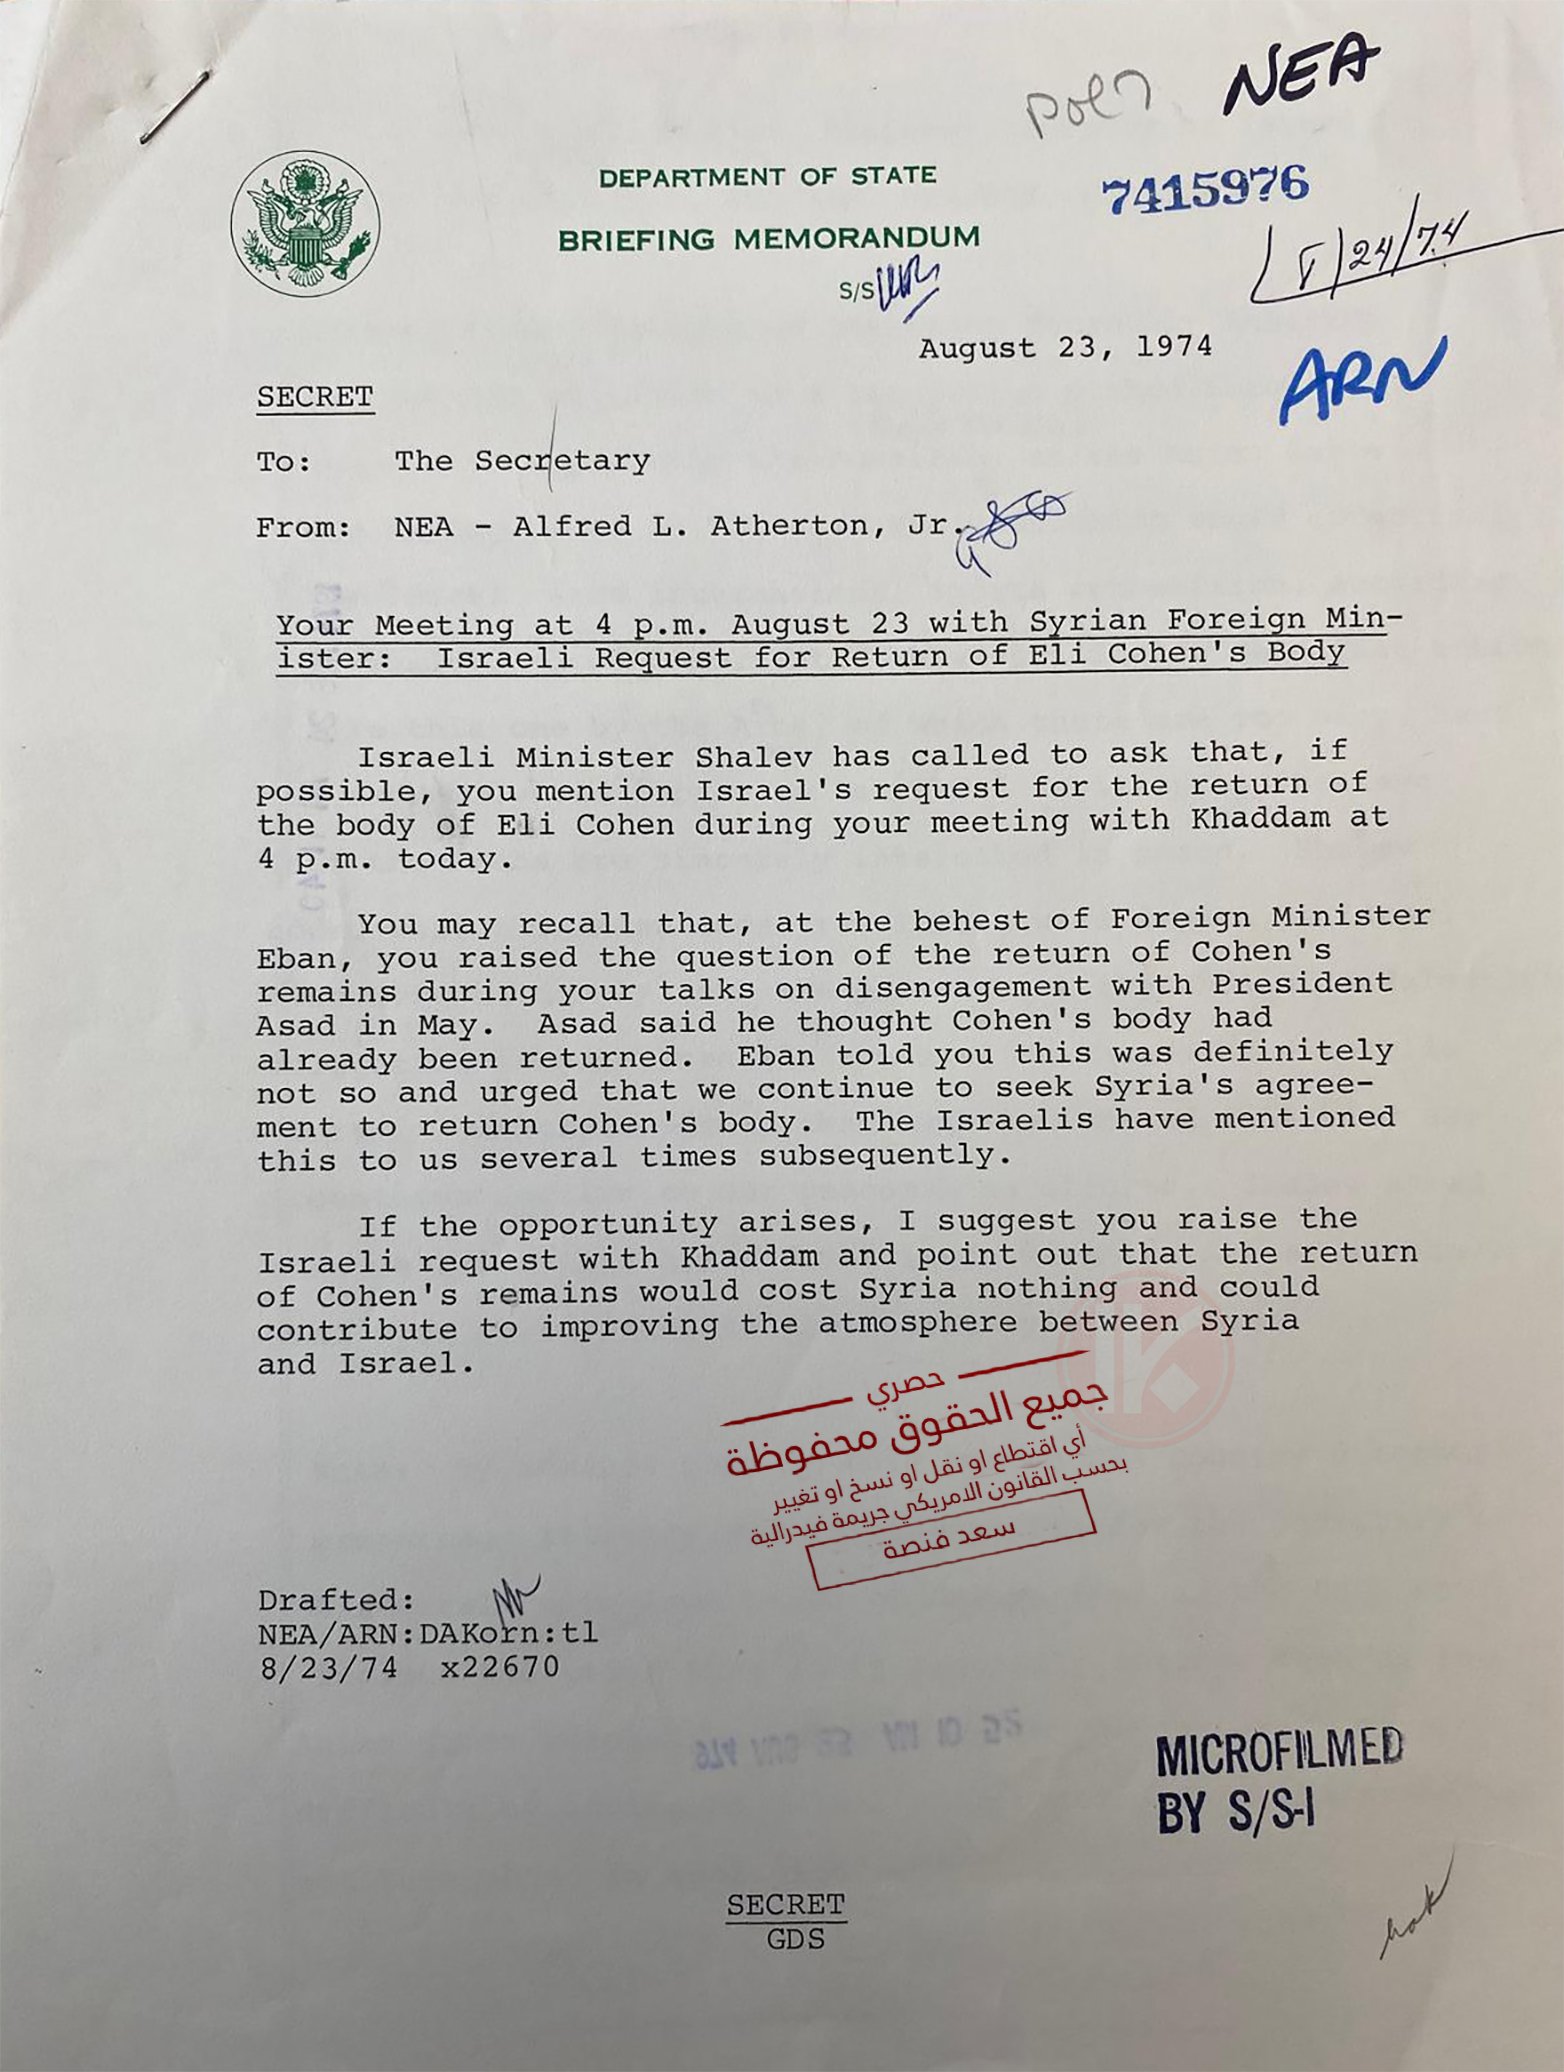 NEA
DEPARTMENT OF STATE
7415976
BRIEFING MEMORANDUM
24/74
S/S
August 23, 1974
ARN
SECRET
To: The Secretary
From: NEA - Alfred L. Atherton, Jr.
Your Meeting at 4 p.m. August 23 with Syrian Foreign Min-
ister: Israeli Request for Return of Eli Cohen's Body
Israeli Minister Shalev has called to ask that, if
possible, you mention Israel's request for the return of
the body of Eli Cohen during your meeting with Khaddam at
4 p.m. today.
You may recall that, at the behest of Foreign Minister
Eban, you raised the question of the return of Cohen's
remains during your talks on disengagement with President
Asad in May. Asad said he thought Cohen's body had
already been returned. Eban told you this was definitely
not so and urged that we continue to seek Syria's agree-
ment to return Cohen's body. The Israelis have mentioned
this to us several times subsequently.
If the opportunity arises, I suggest you raise the
Israeli request with Khaddam and point out that the return
of Cohen's remains would cost Syria nothing and could
contribute to improving the atmosphere between Syria
and Israel.
حصري
جميع الحقوق محفوظة
أي اقتطاع او نقل او نسخ او تغيير
بحسب القانون الامريكي جريمة فيدرالية
سعد فنصة
Drafted:
NEA/ARN:DAKorn:tl
8/23/74 x22670
MICROFILMED
BY S/S-I
SECRET
GDS